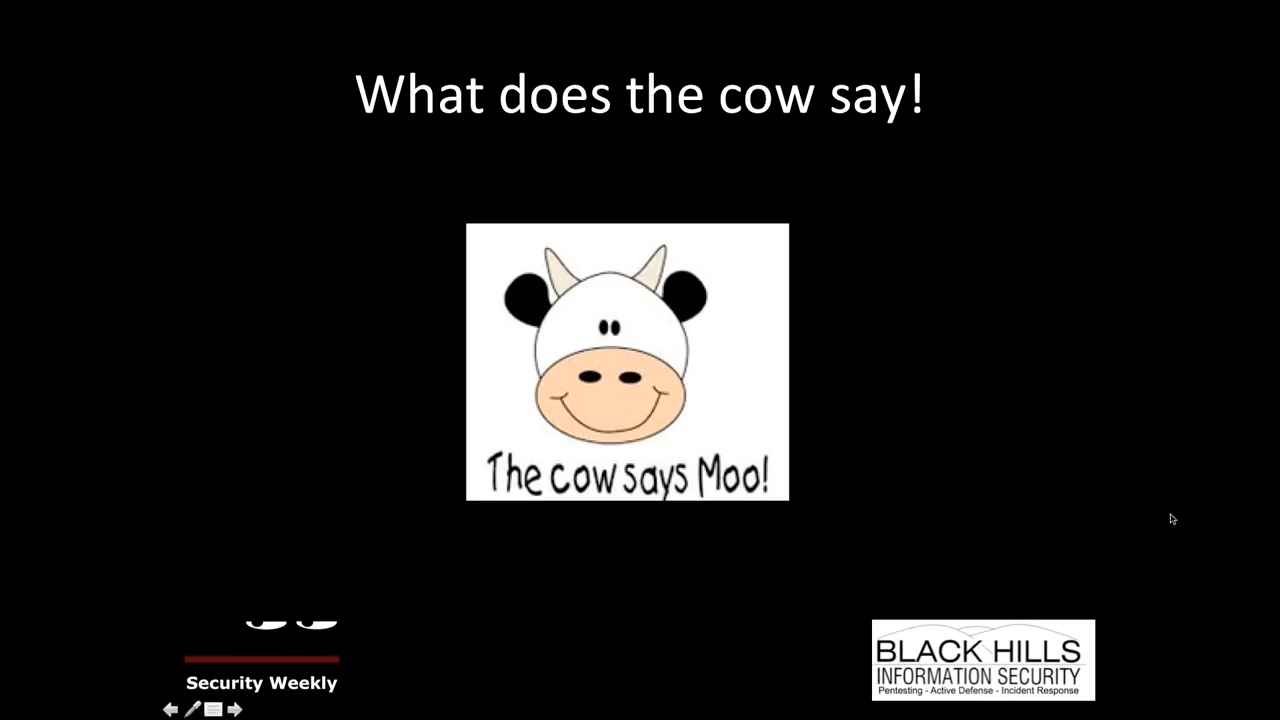 What does the cow say!
The cow says Moo!
Security Weekly
BLACK HILLS
INFORMATION SECURITY
Pentesting - Active Defense - Incident Response